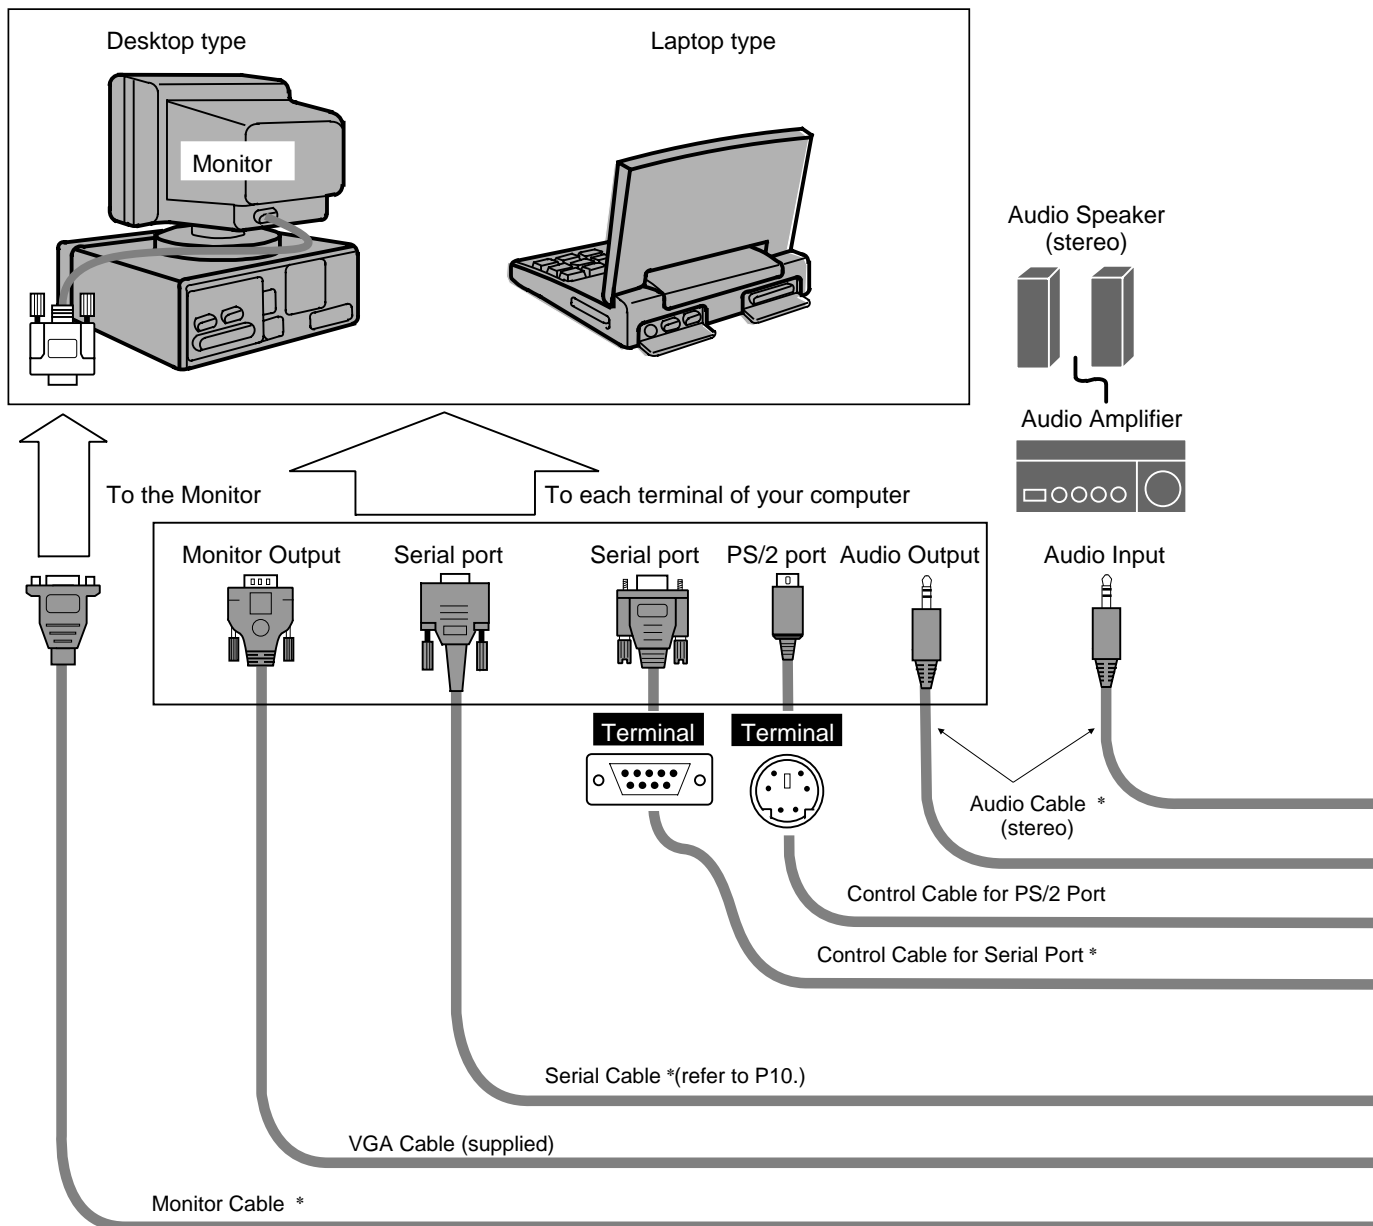 Desktop type
Laptop type
Monitor
Audio Speaker
(stereo)
Audio Amplifier
To the Monitor
To each terminal of your computer
Monitor Output
Serial port
Serial port
PS/2 port
Audio Output
Audio Input
Terminal
Terminal
Audio Cable *
(stereo)
Control Cable for PS/2 Port
Control Cable for Serial Port *
Serial Cable *(refer to P10.)
VGA Cable (supplied)
Monitor Cable *